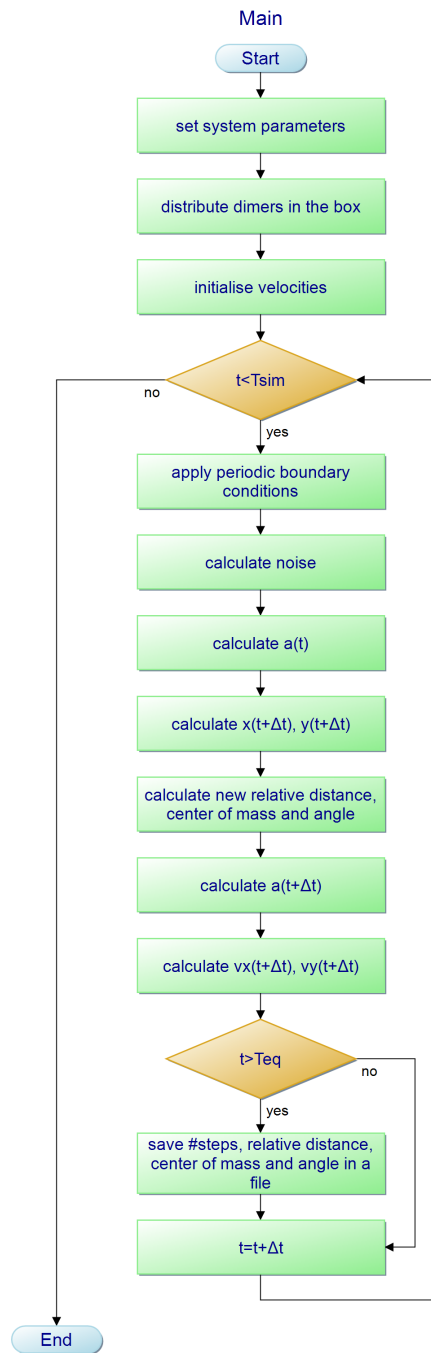 Main
Start
set system parameters
distribute dimers in the box
initialise velocities
t<Tsim
no
yes
apply periodic boundary
conditions
calculate noise
calculate a(t)
calculate x(t+Δt), y(t+Δt)
calculate new relative distance,
center of mass and angle
calculate a(t+Δt)
calculate vx(t+Δt), vy(t+Δt)
t>Teq
no
yes
save #steps, relative distance,
center of mass and angle in a
file
t=t+Δt
End